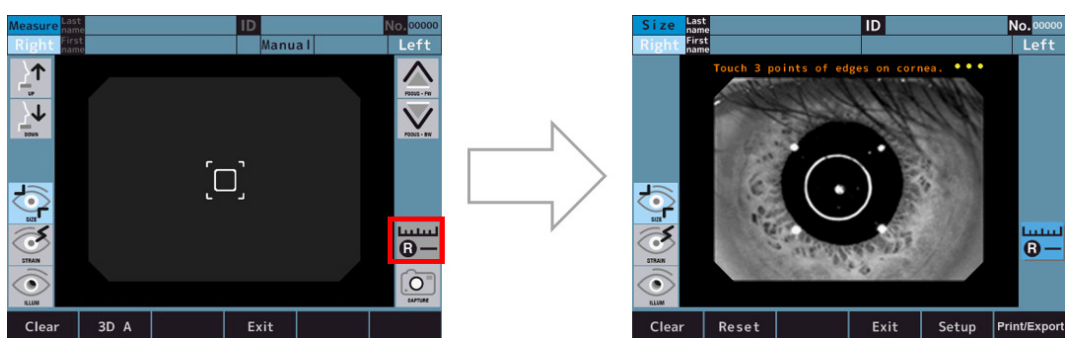 Measure Last name ID No. 00000
Right First name Manual Left
UP
DOWN
FOCUS・FW
FOCUS・BW
SIZE
STRAIN
ILLUM
R
CAPTURE
Clear 3D A Exit
Size Last name ID No. 00000
Right First name Left
Touch 3 points of edges on cornea.
SIZE
STRAIN
ILLUM
R
Clear Reset Exit Setup Print/Export